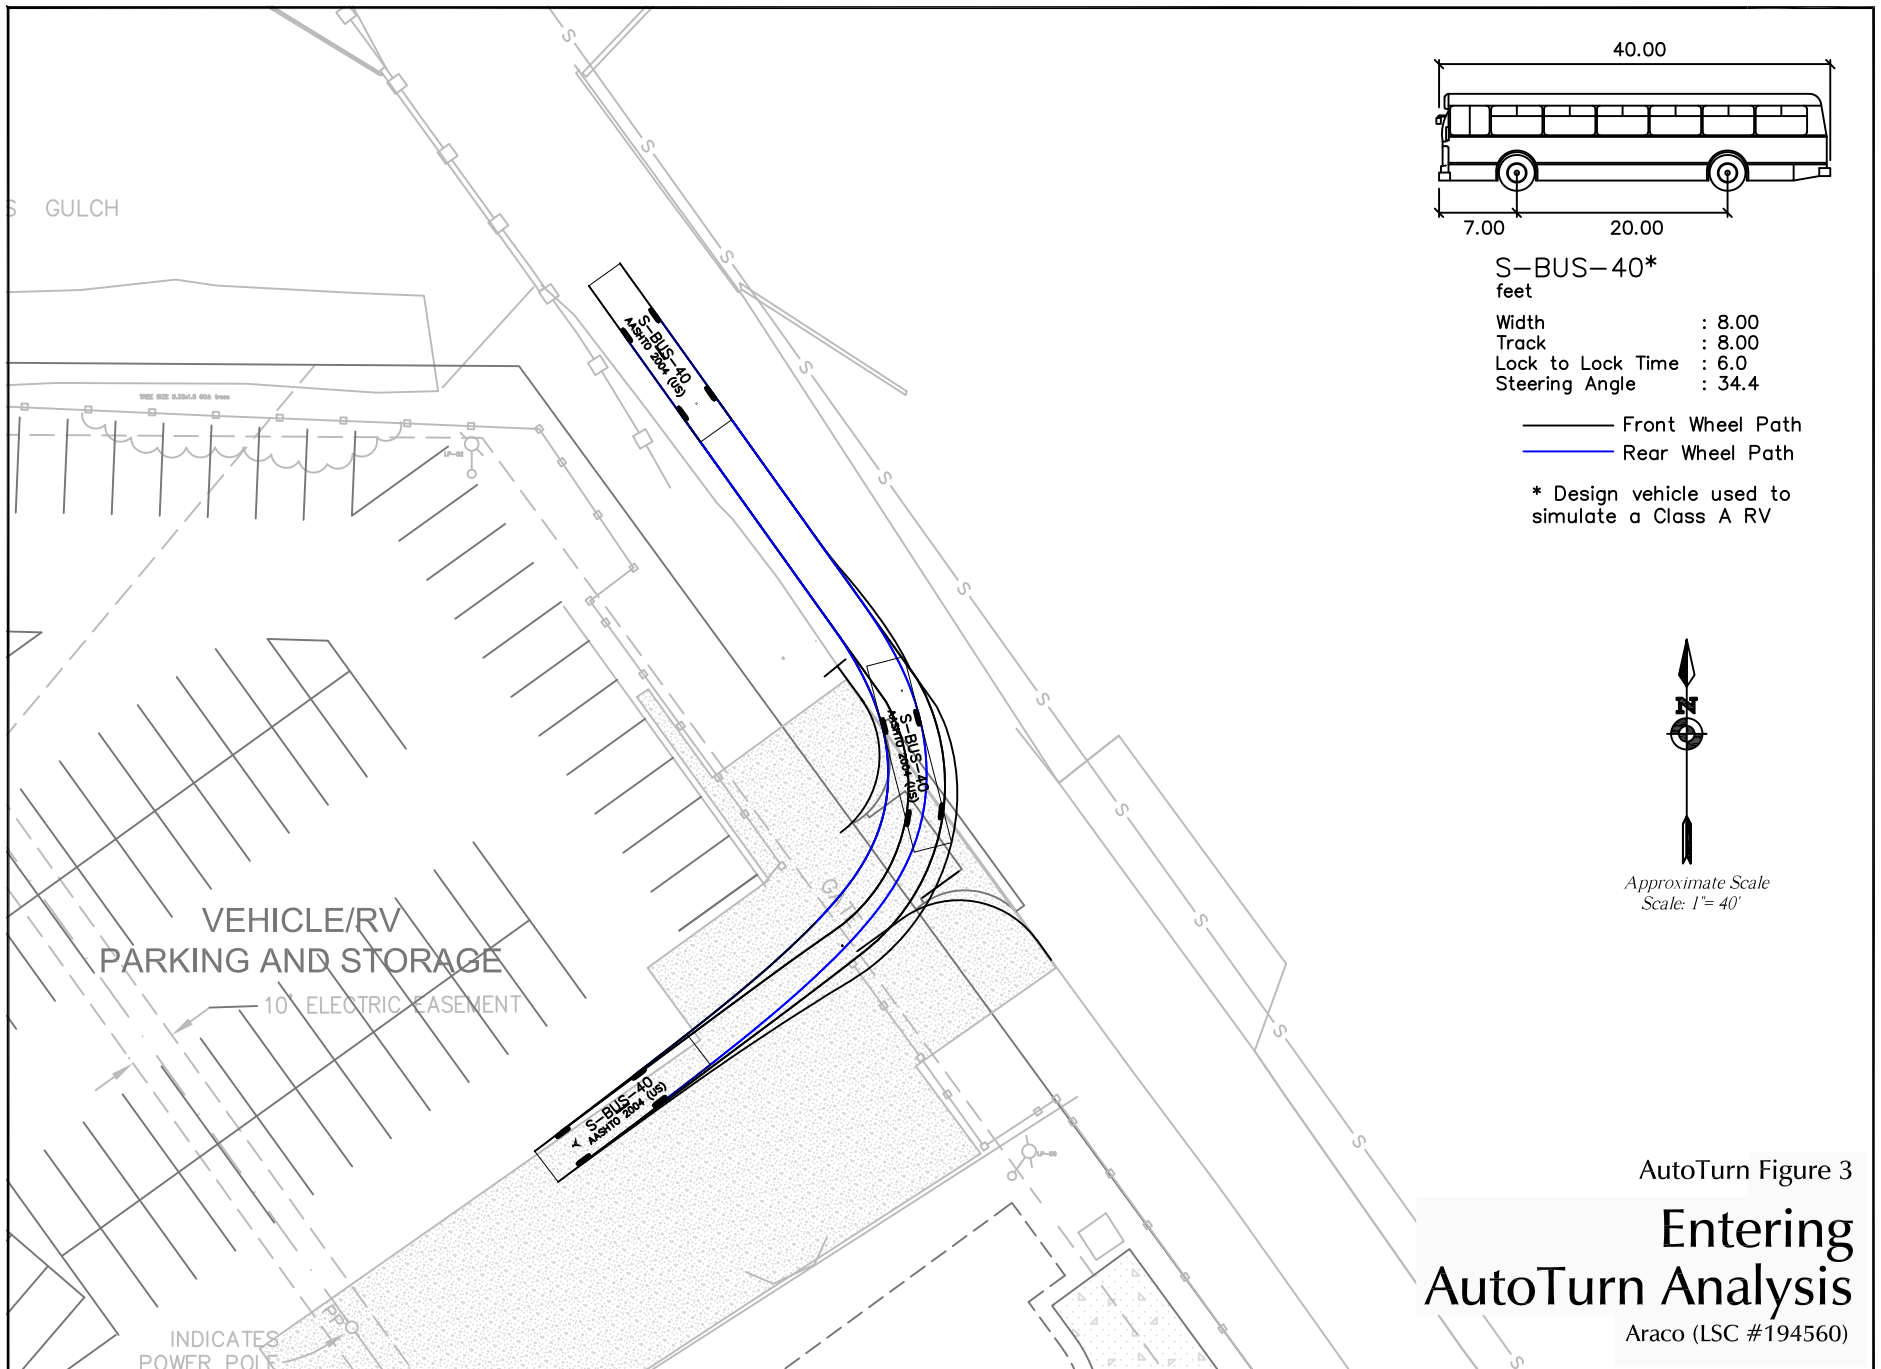 40.00
7.00
20.00
S-BUS-40*
feet
Width : 8.00
Track : 8.00
Lock to Lock Time : 6.0
Steering Angle : 34.4
Front Wheel Path
Rear Wheel Path
* Design vehicle used to
simulate a Class A RV
N
Approximate Scale
Scale: 1"= 40'
S GULCH
S
S
S
S
S
S
S
S
S
S
S
S
S
S-BUS-40
AASHTO 2004 (US)
S-BUS-40
AASHTO 2004 (US)
S-BUS-40
AASHTO 2004 (US)
VEHICLE/RV
PARKING AND STORAGE
10' ELECTRIC EASEMENT
PP
INDICATES
POWER POLE
AutoTurn Figure 3
Entering
AutoTurn Analysis
Araco (LSC #194560)